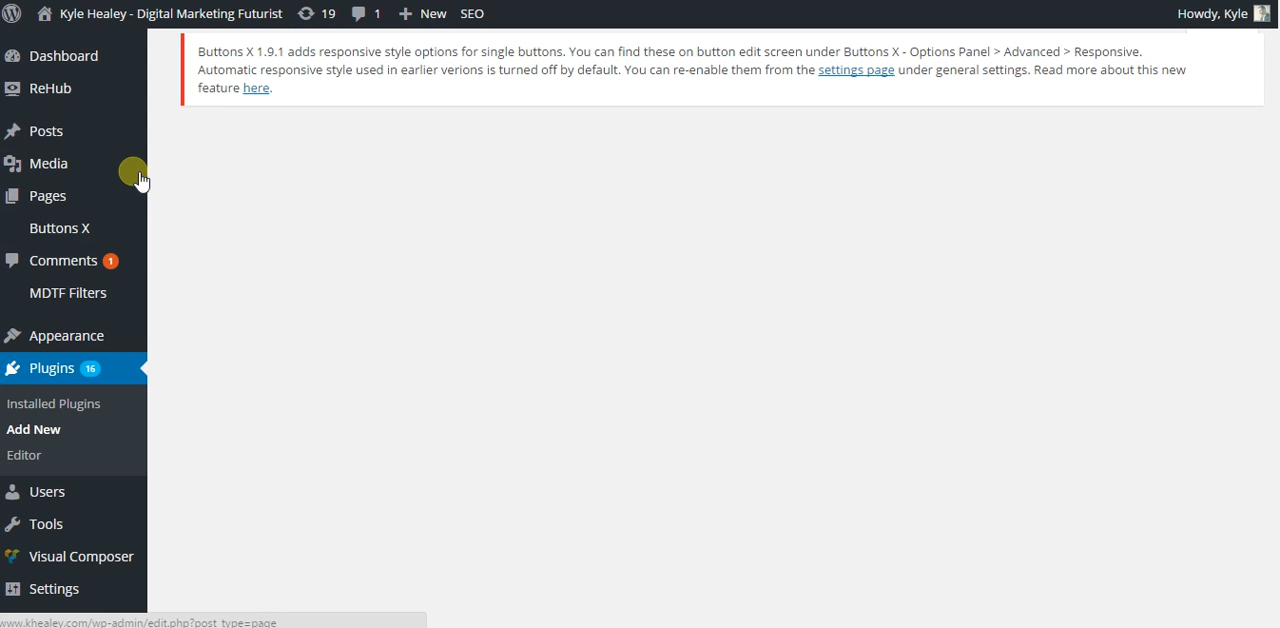 Kyle Healey - Digital Marketing Futurist 19 1 New SEO Howdy, Kyle
Dashboard
ReHub
Posts
Media
Pages
Buttons X
Comments 1
MDTF Filters
Appearance
Plugins 16
Installed Plugins
Add New
Editor
Users
Tools
Visual Composer
Settings
Buttons X 1.9.1 adds responsive style options for single buttons. You can find these on button edit screen under Buttons X - Options Panel > Advanced > Responsive.
Automatic responsive style used in earlier verions is turned off by default. You can re-enable them from the settings page under general settings. Read more about this new
feature here.
www.khealey.com/wp-admin/edit.php?post_type=page